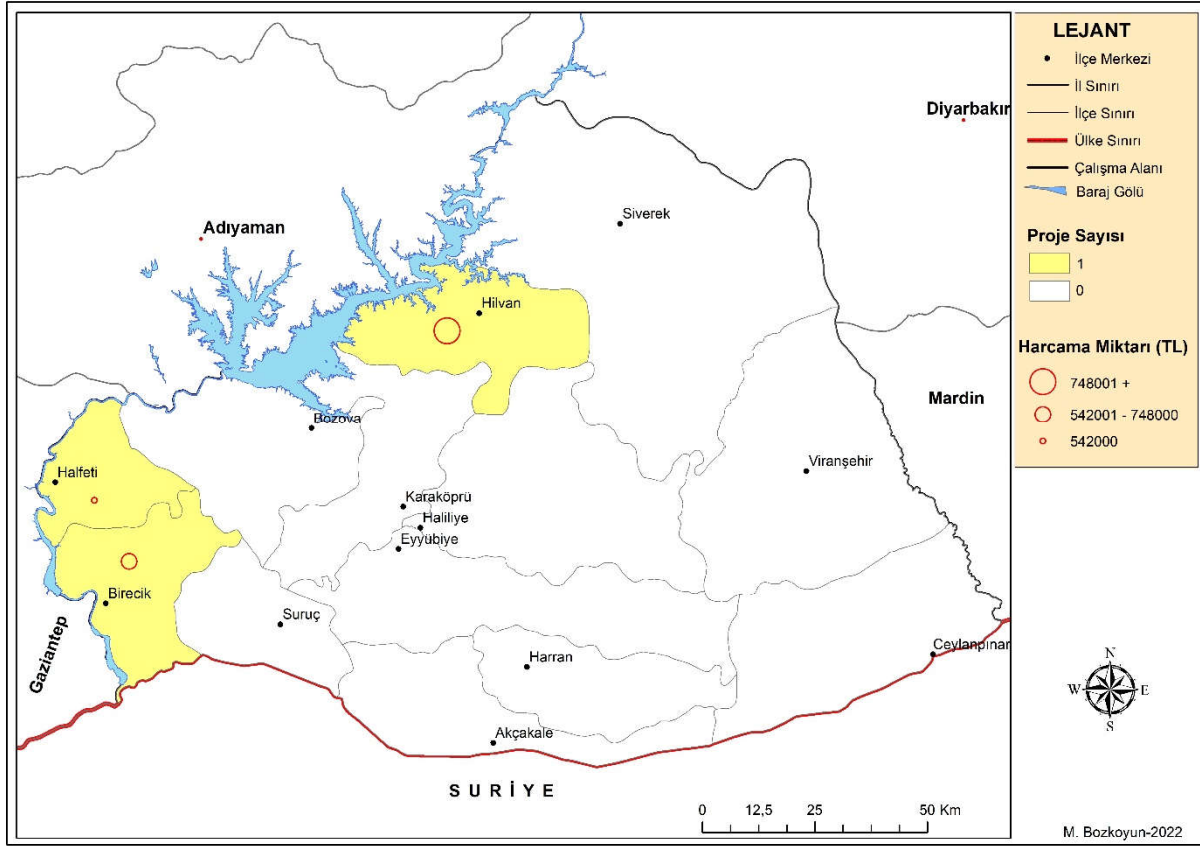 Diyarbakır
Siverek
Adıyaman
Hilvan
Mardin
Bozova
Halfeti
Viranşehir
Karaköprü
Haliliye
Eyyübiye
Birecik
Suruç
Gaziantep
Harran
Ceylanpınar
Akçakale
SURİYE
0 12,5 25 50 Km
LEJANT
İlçe Merkezi
İl Sınırı
İlçe Sınırı
Ülke Sınırı
Çalışma Alanı
Baraj Gölü
Proje Sayısı
1
0
Harcama Miktarı (TL)
748001 +
542001 - 748000
542000
N
W E
S
M. Bozkoyun-2022